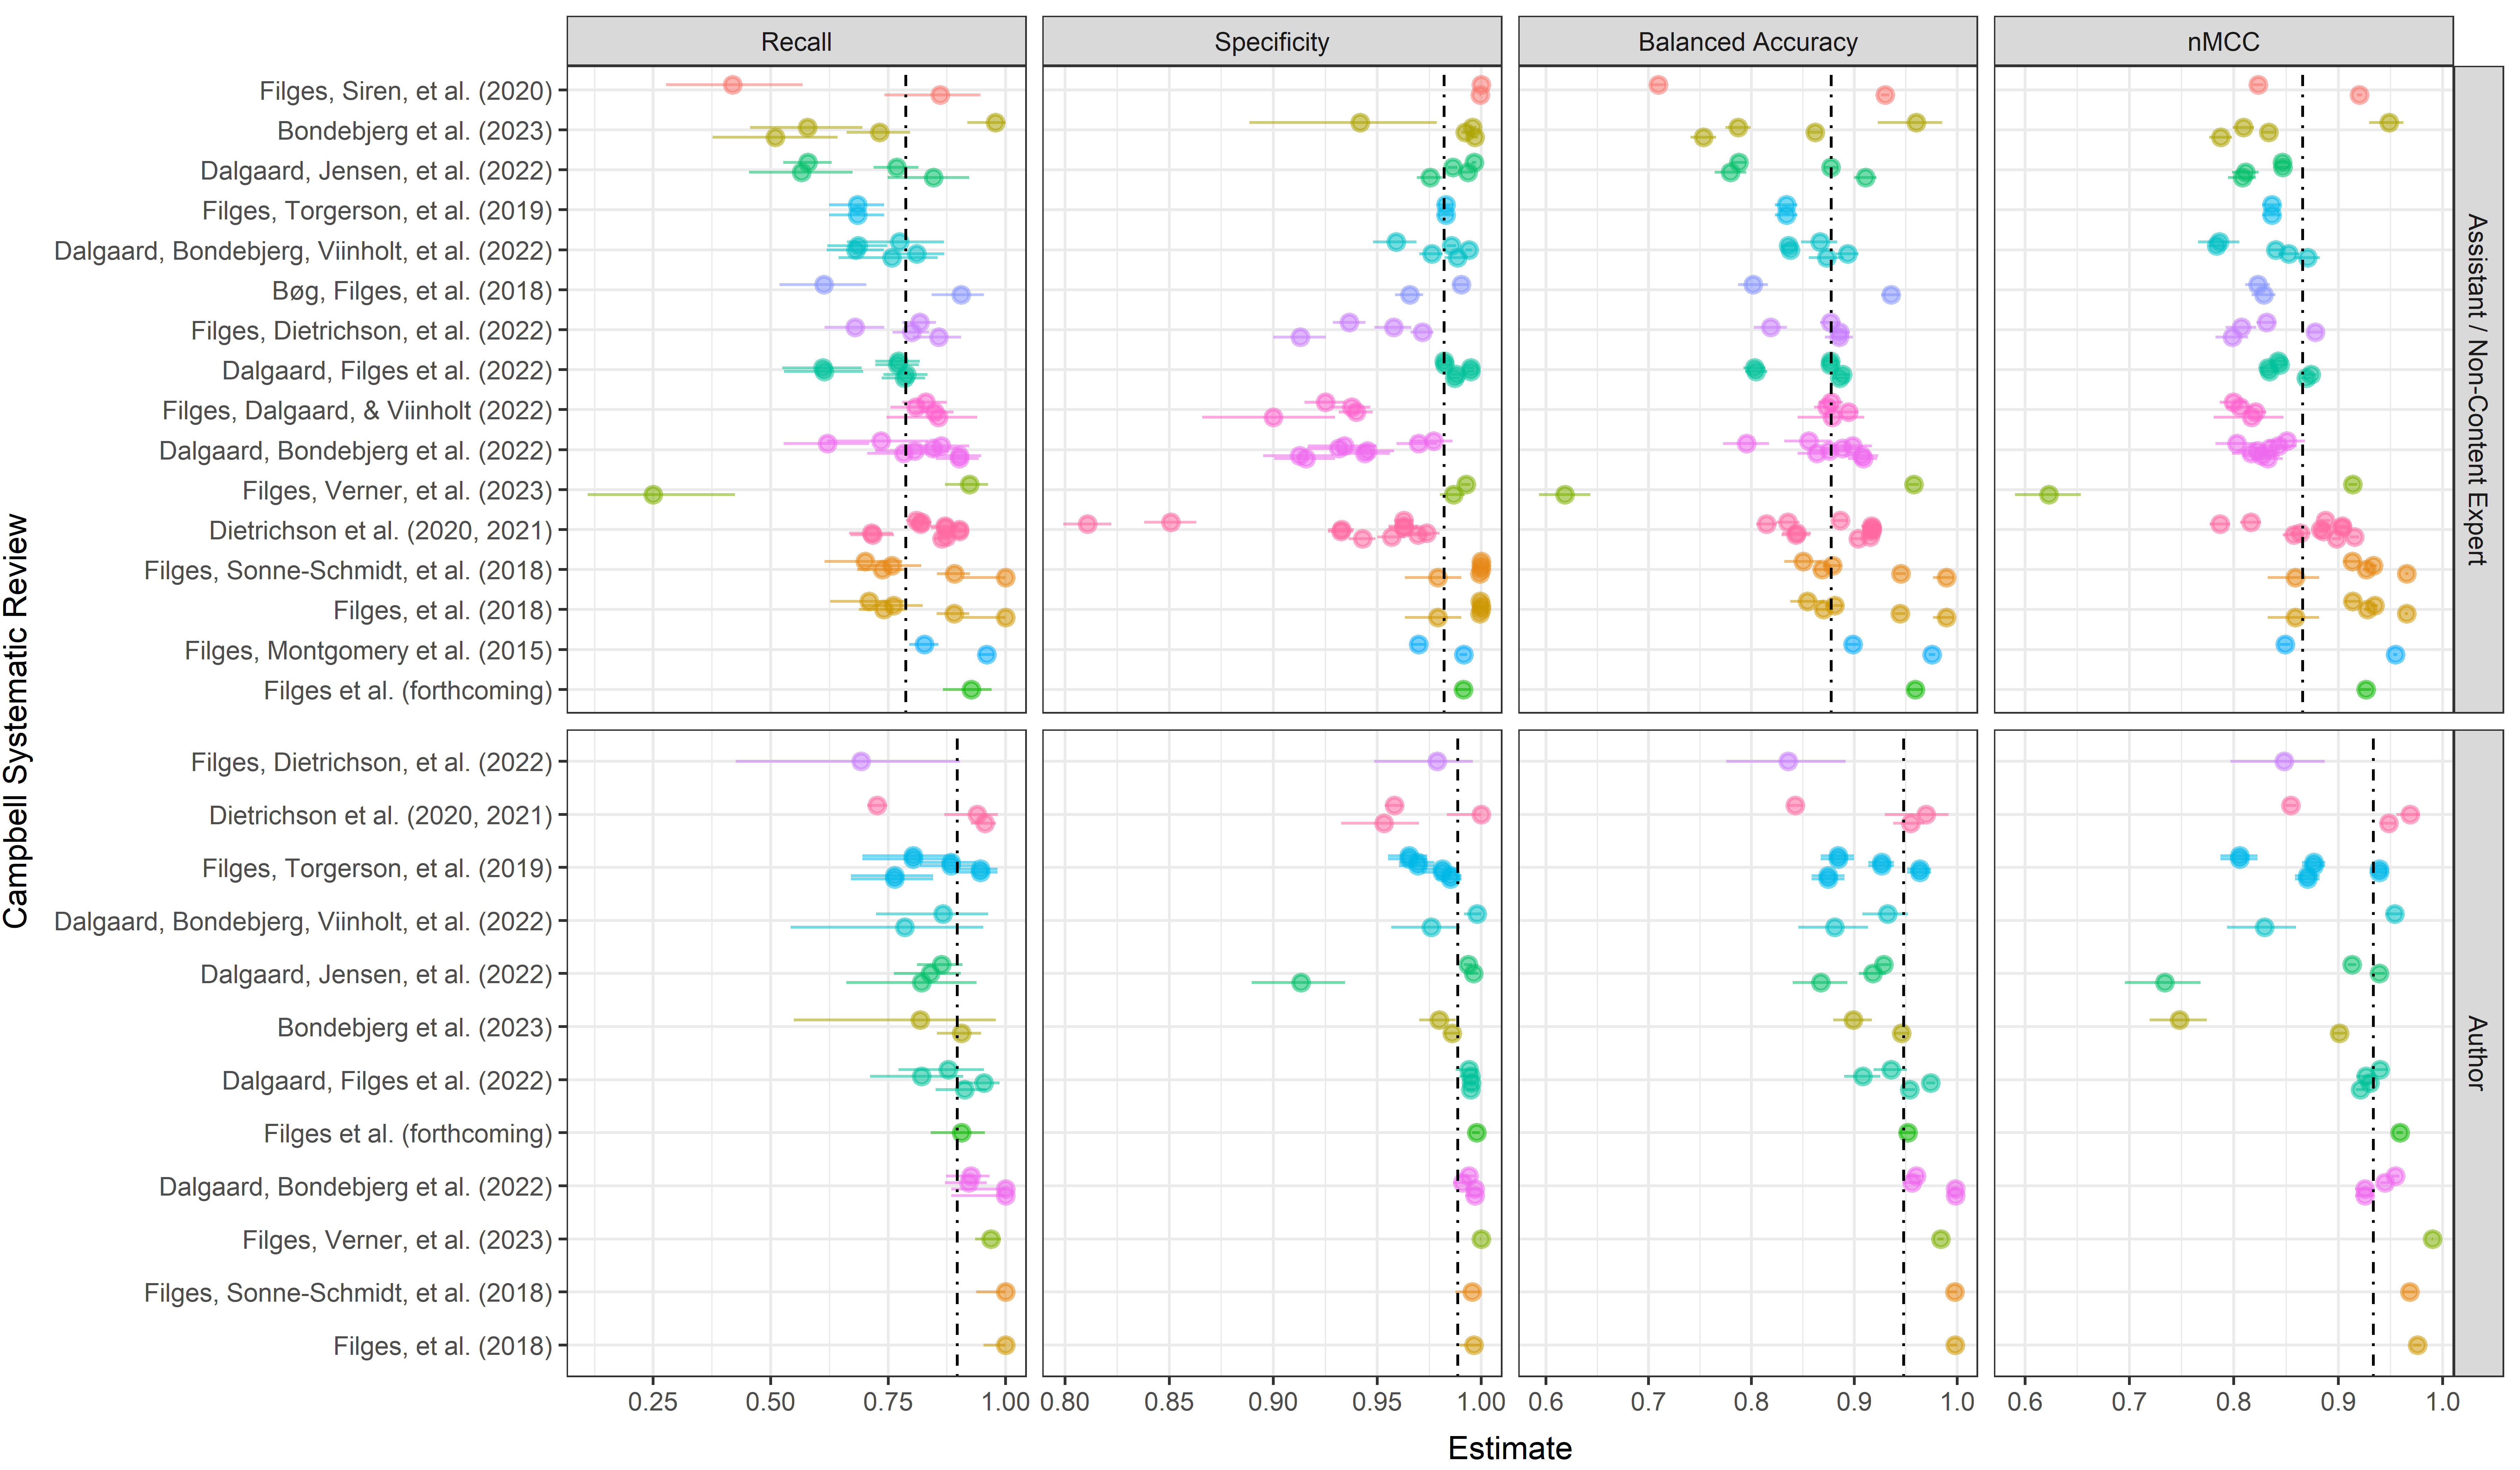 Recall
Specificity
Balanced Accuracy
nMCC
Filges, Siren, et al. (2020)
Bondebjerg et al. (2023)
Dalgaard, Jensen, et al. (2022)
Filges, Torgerson, et al. (2019)
Dalgaard, Bondebjerg, Viinholt, et al. (2022)
Bøg, Filges, et al. (2018)
Filges, Dietrichson, et al. (2022)
Dalgaard, Filges et al. (2022)
Filges, Dalgaard, & Viinholt (2022)
Dalgaard, Bondebjerg et al. (2022)
Filges, Verner, et al. (2023)
Dietrichson et al. (2020, 2021)
Filges, Sonne-Schmidt, et al. (2018)
Filges, et al. (2018)
Filges, Montgomery et al. (2015)
Filges et al. (forthcoming)
Assistant / Non-Content Expert
Filges, Dietrichson, et al. (2022)
Dietrichson et al. (2020, 2021)
Filges, Torgerson, et al. (2019)
Dalgaard, Bondebjerg, Viinholt, et al. (2022)
Dalgaard, Jensen, et al. (2022)
Bondebjerg et al. (2023)
Dalgaard, Filges et al. (2022)
Filges et al. (forthcoming)
Dalgaard, Bondebjerg et al. (2022)
Filges, Verner, et al. (2023)
Filges, Sonne-Schmidt, et al. (2018)
Filges, et al. (2018)
Author
Campbell Systematic Review
0.25 0.50 0.75 1.00
0.80 0.85 0.90 0.95 1.00
0.6 0.7 0.8 0.9 1.0
0.6 0.7 0.8 0.9 1.0
Estimate